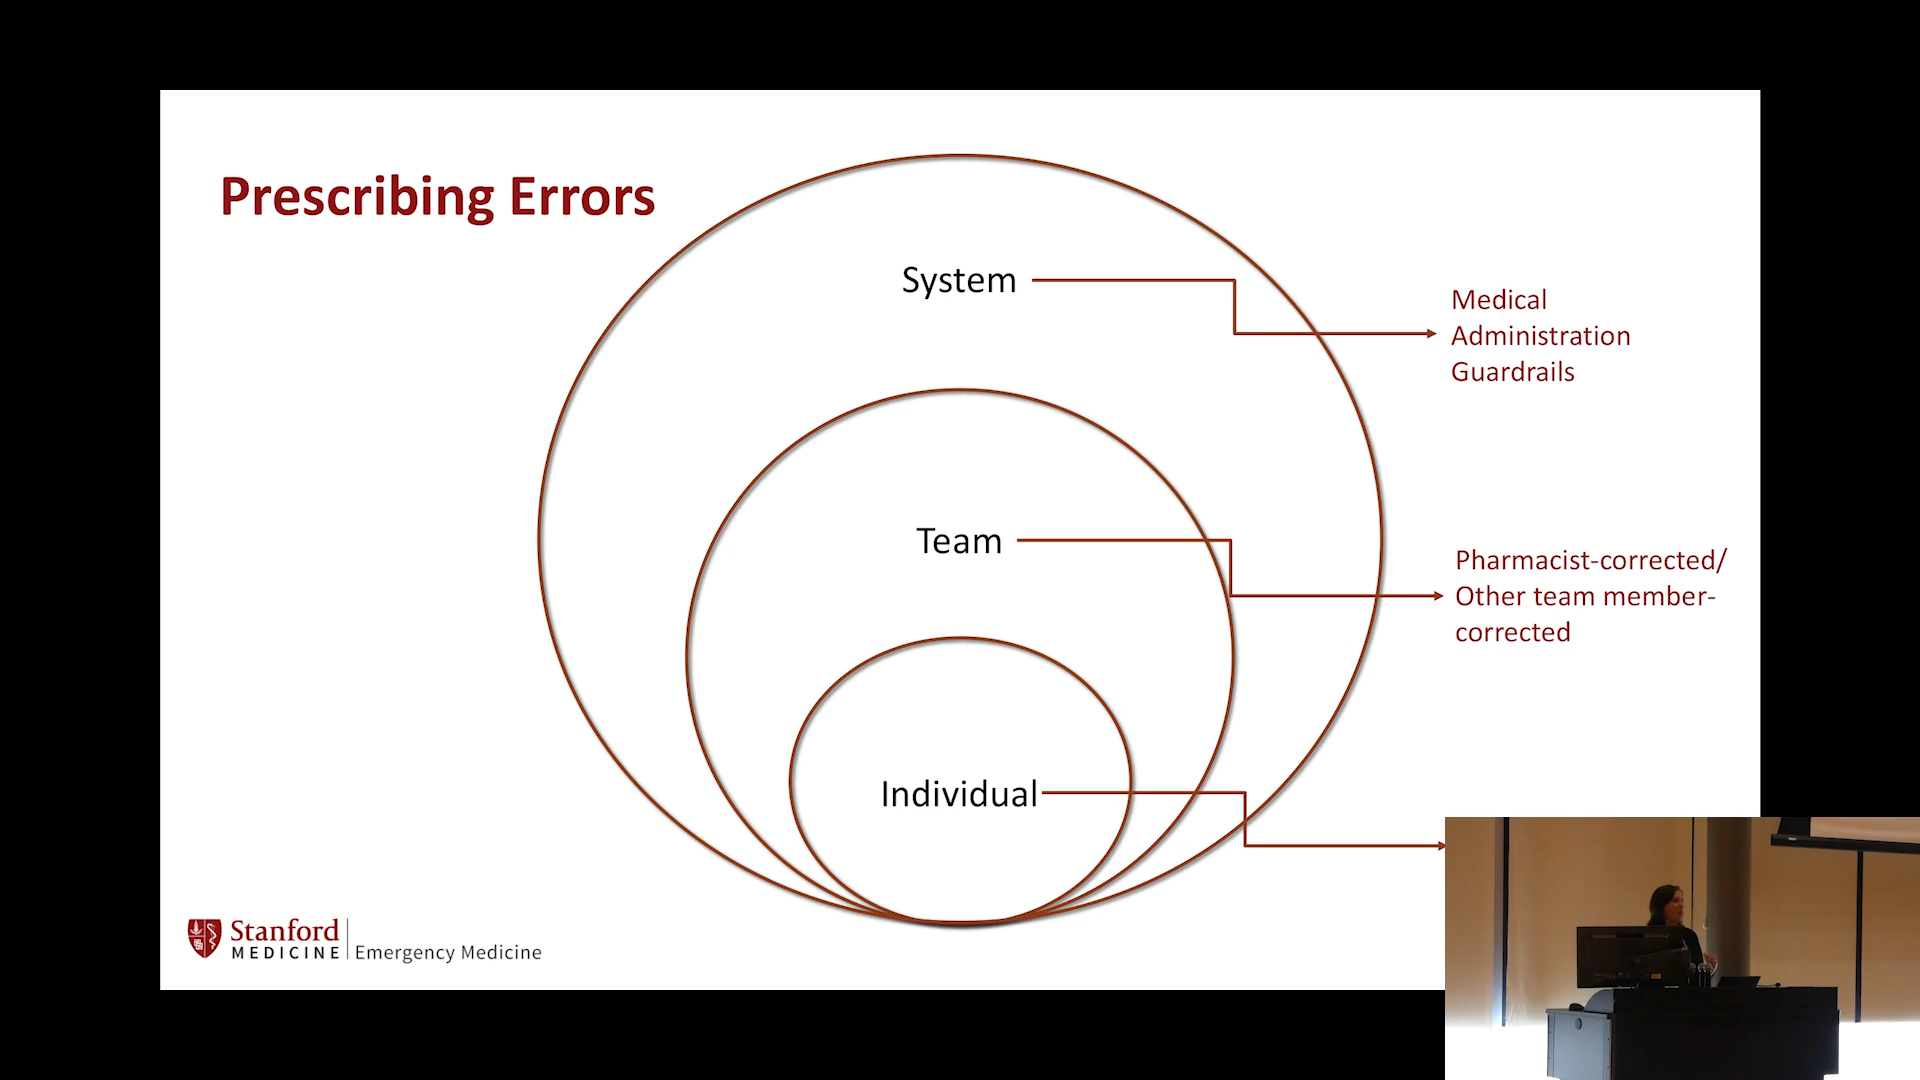 Prescribing Errors
System
Medical
Administration
Guardrails
Team
Pharmacist-corrected/
Other team member-
corrected
Individual
Stanford
MEDICINE
Emergency Medicine